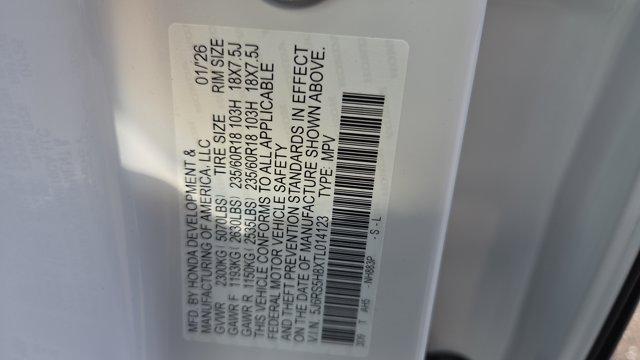 MFD. BY HONDA DEVELOPMENT &
MANUFACTURING OF AMERICA, LLC 01/26
GVWR 2300KG( 5070LBS) TIRE SIZE RIM SIZE
GAWR F 1193KG( 2630LBS) 235/60R18 103H 18X7.5J
GAWR R 1150KG( 2535LBS) 235/60R18 103H 18X7.5J
THIS VEHICLE CONFORMS TO ALL APPLICABLE
FEDERAL MOTOR VEHICLE SAFETY
AND THEFT PREVENTION STANDARDS IN EFFECT
ON THE DATE OF MANUFACTURE SHOWN ABOVE.
V.I.N. 5J6RS5H8XTL014123 TYPE: MPV
3X09 T AH5 -NH883P - S - L